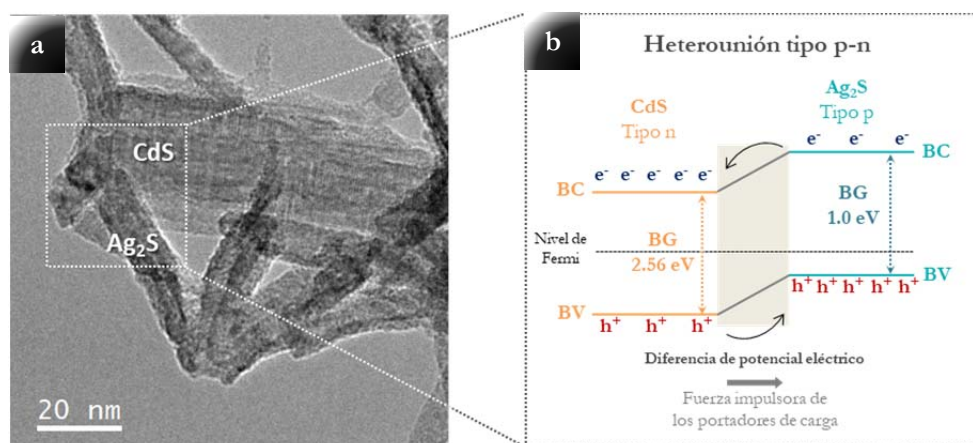 a
CdS
Ag₂S
20 nm
b
Heterounión tipo p-n
Ag₂S
Tipo p
CdS
Tipo n
e⁻ e⁻ e⁻
BC
e⁻ e⁻ e⁻ e⁻ e⁻
BC
BG
1.0 eV
Nivel de
Fermi
BG
2.56 eV
BV
h⁺ h⁺ h⁺ h⁺ h⁺
BV
h⁺ h⁺ h⁺
Diferencia de potencial eléctrico
Fuerza impulsora de
los portadores de carga